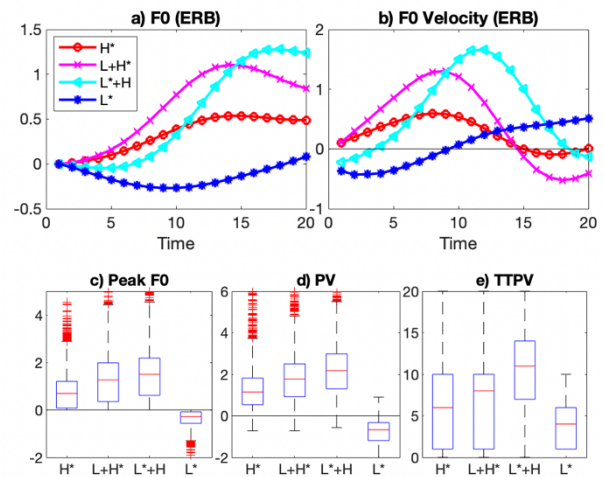 a) F0 (ERB)
1.5
1
0.5
0
-0.5
0 5 10 15 20
Time
H*
L+H*
L*+H
L*
b) F0 Velocity (ERB)
2
1
0
-1
0 5 10 15 20
Time
c) Peak F0
4
2
0
-2
H* L+H* L*+H L*
d) PV
6
4
2
0
-2
H* L+H* L*+H L*
e) TTPV
20
15
10
5
0
H* L+H* L*+H L*